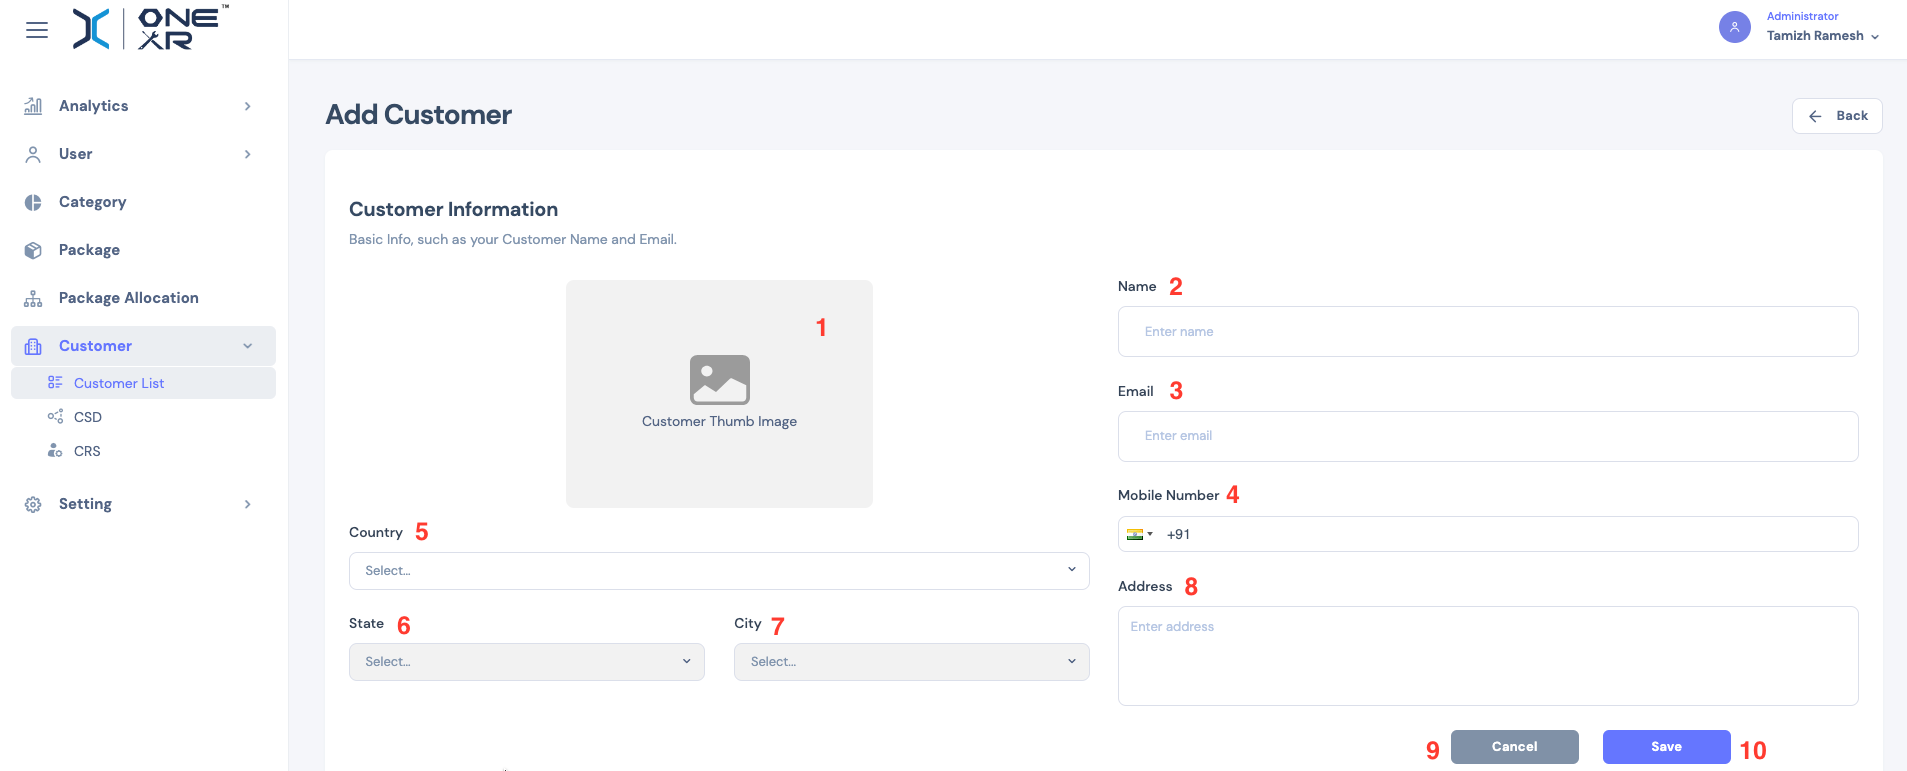 ONE XR™
Administrator
Tamizh Ramesh
Analytics
User
Category
Package
Package Allocation
Customer
Customer List
CSD
CRS
Setting
Add Customer
Back
Customer Information
Basic Info, such as your Customer Name and Email.
1
Customer Thumb Image
Name 2
Enter name
Email 3
Enter email
Mobile Number 4
+91
Country 5
Select...
State 6
Select...
City 7
Select...
Address 8
Enter address
9 Cancel
Save 10